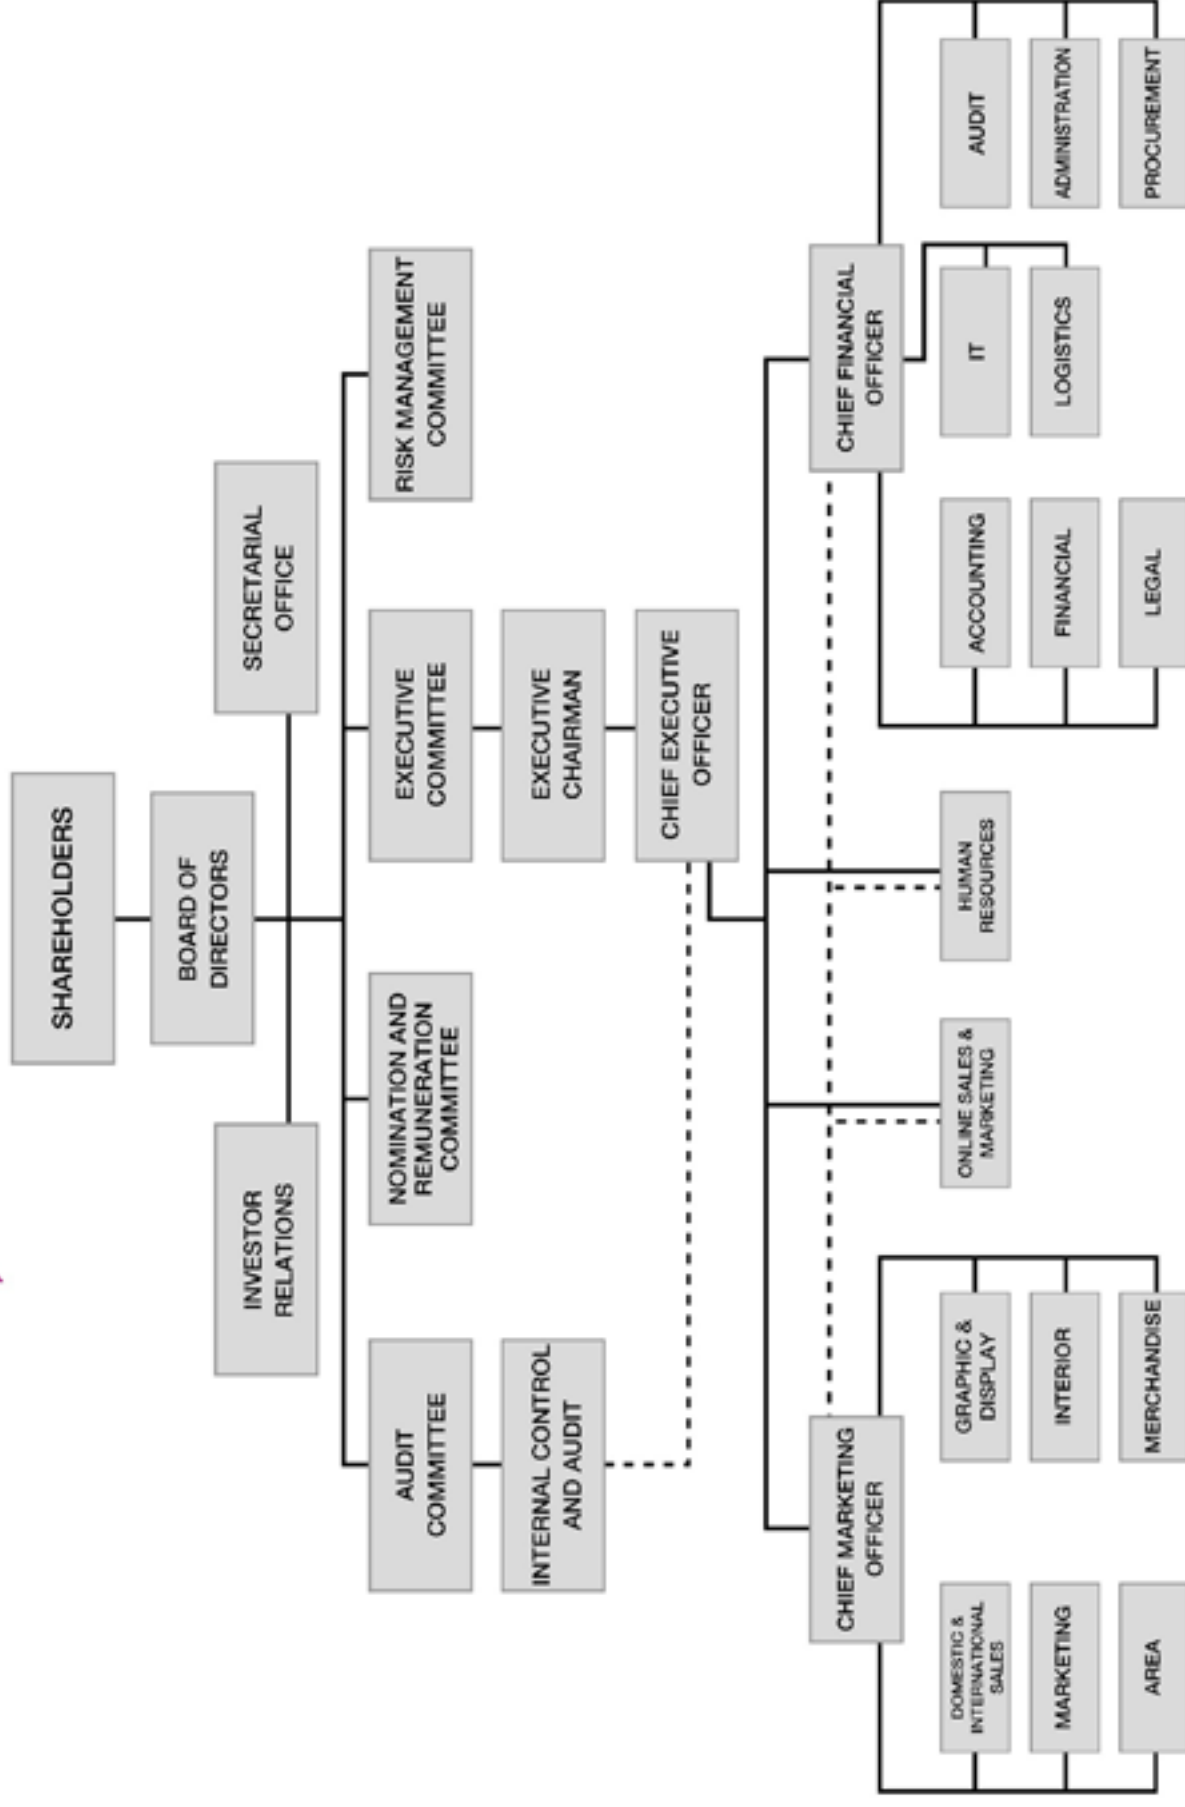 SHAREHOLDERS
BOARD OF
DIRECTORS
INVESTOR
RELATIONS
SECRETARIAL
OFFICE
AUDIT
COMMITTEE
NOMINATION AND
REMUNERATION
COMMITTEE
EXECUTIVE
COMMITTEE
RISK MANAGEMENT
COMMITTEE
INTERNAL CONTROL
AND AUDIT
EXECUTIVE
CHAIRMAN
CHIEF EXECUTIVE
OFFICER
CHIEF MARKETING
OFFICER
CHIEF FINANCIAL
OFFICER
DOMESTIC &
INTERNATIONAL
SALES
MARKETING
AREA
GRAPHIC &
DISPLAY
INTERIOR
MERCHANDISE
ONLINE SALES &
MARKETING
HUMAN
RESOURCES
ACCOUNTING
FINANCIAL
LEGAL
IT
LOGISTICS
AUDIT
ADMINISTRATION
PROCUREMENT